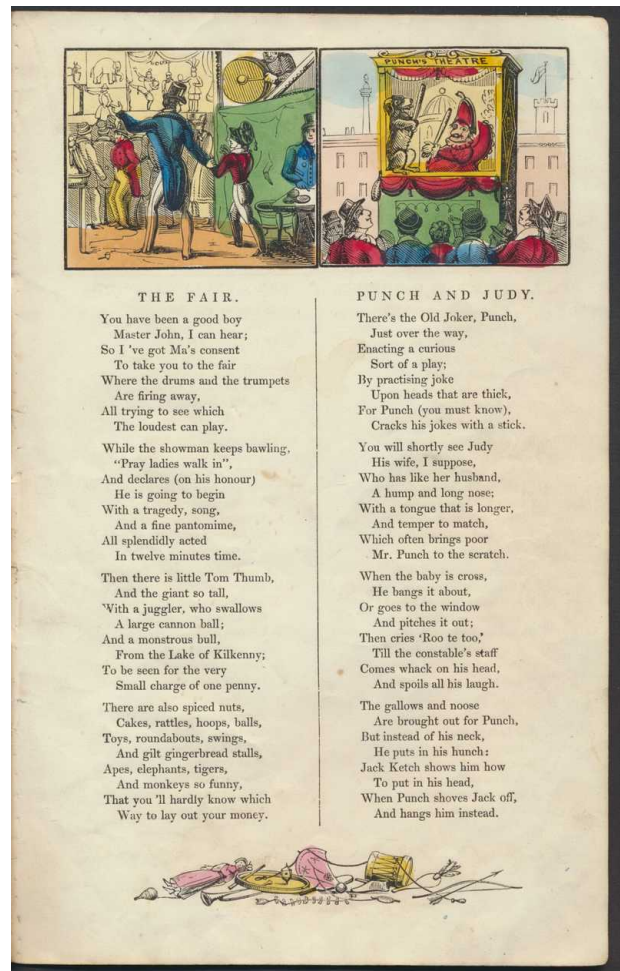 PUNCH'S THEATRE
THE FAIR.
You have been a good boy
Master John, I can hear;
So I 've got Ma's consent
To take you to the fair
Where the drums and the trumpets
Are firing away,
All trying to see which
The loudest can play.
While the showman keeps bawling,
"Pray ladies walk in",
And declares (on his honour)
He is going to begin
With a tragedy, song,
And a fine pantomime,
All splendidly acted
In twelve minutes time.
Then there is little Tom Thumb,
And the giant so tall,
With a juggler, who swallows
A large cannon ball;
And a monstrous bull,
From the Lake of Kilkenny;
To be seen for the very
Small charge of one penny.
There are also spiced nuts,
Cakes, rattles, hoops, balls,
Toys, roundabouts, swings,
And gilt gingerbread stalls,
Apes, elephants, tigers,
And monkeys so funny,
That you 'll hardly know which
Way to lay out your money.
PUNCH AND JUDY.
There's the Old Joker, Punch,
Just over the way,
Enacting a curious
Sort of a play;
By practising joke
Upon heads that are thick,
For Punch (you must know),
Cracks his jokes with a stick.
You will shortly see Judy
His wife, I suppose,
Who has like her husband,
A hump and long nose;
With a tongue that is longer,
And temper to match,
Which often brings poor
Mr. Punch to the scratch.
When the baby is cross,
He bangs it about,
Or goes to the window
And pitches it out;
Then cries 'Roo te too,'
Till the constable's staff
Comes whack on his head,
And spoils all his laugh.
The gallows and noose
Are brought out for Punch,
But instead of his neck,
He puts in his hunch:
Jack Ketch shows him how
To put in his head,
When Punch shoves Jack off,
And hangs him instead.